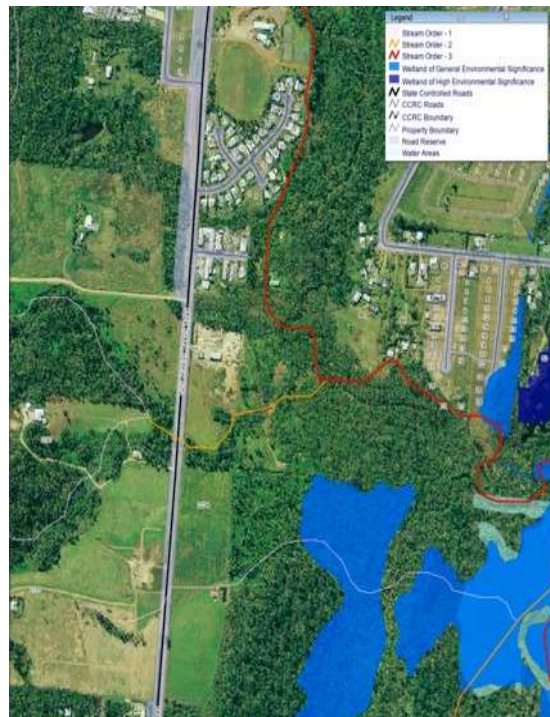 Legend
Stream Order - 1
Stream Order - 2
Stream Order - 3
Wetland of General Environmental Significance
Wetland of High Environmental Significance
State Controlled Roads
CCRC Roads
CCRC Boundary
Property Boundary
Road Reserve
Water Areas